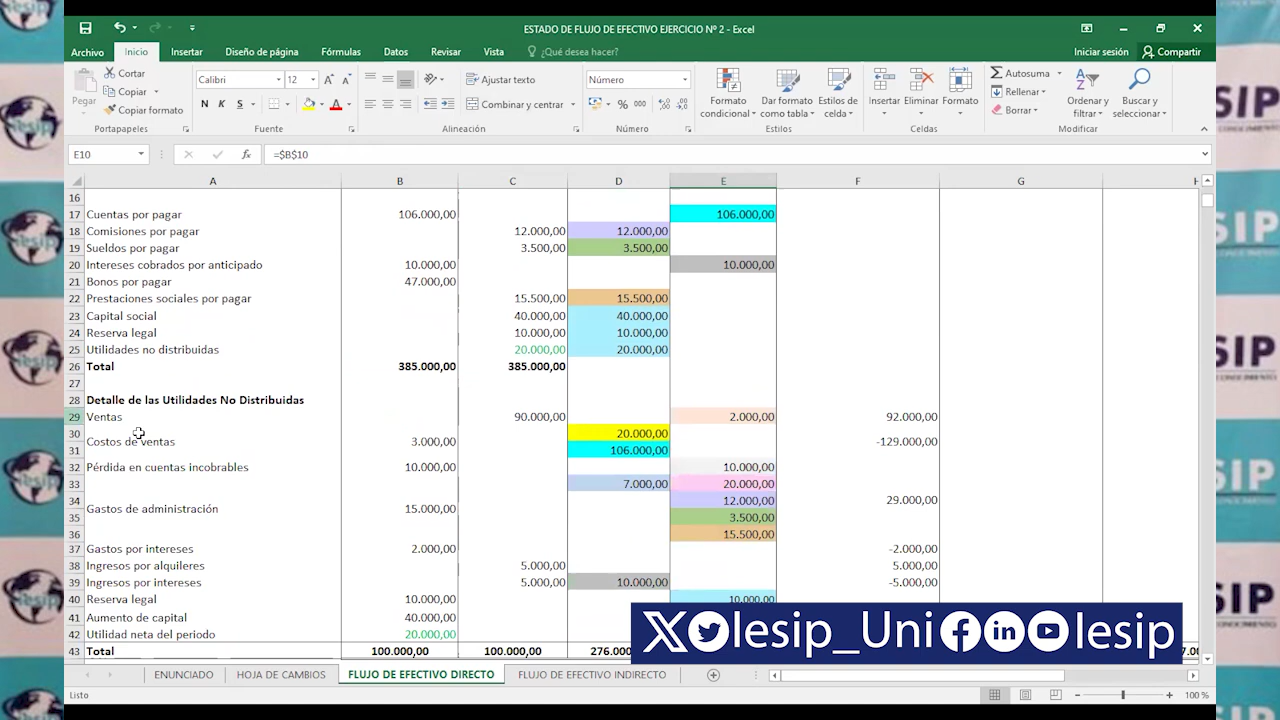 ESTADO DE FLUJO DE EFECTIVO EJERCICIO Nº 2 - Excel
Archivo Inicio Insertar Diseño de página Fórmulas Datos Revisar Vista ¿Qué desea hacer? Iniciar sesión Compartir
Pegar
Cortar
Copiar
Copiar formato
Portapapeles
Calibri 12
N K S
Fuente
Ajustar texto
Combinar y centrar
Alineación
Número
% 000
Número
Formato condicional
Dar formato como tabla
Estilos de celda
Estilos
Insertar Eliminar Formato
Celdas
Autosuma
Rellenar
Borrar
Ordenar y filtrar
Buscar y seleccionar
Modificar
E10 fx =$B$10
A B C D E F G H
16
17 Cuentas por pagar 106.000,00 106.000,00
18 Comisiones por pagar 12.000,00 12.000,00
19 Sueldos por pagar 3.500,00 3.500,00
20 Intereses cobrados por anticipado 10.000,00 10.000,00
21 Bonos por pagar 47.000,00
22 Prestaciones sociales por pagar 15.500,00 15.500,00
23 Capital social 40.000,00 40.000,00
24 Reserva legal 10.000,00 10.000,00
25 Utilidades no distribuidas 20.000,00 20.000,00
26 Total 385.000,00 385.000,00
27
28 Detalle de las Utilidades No Distribuidas
29 Ventas 90.000,00 2.000,00 92.000,00
30 20.000,00
Costos de ventas 3.000,00 -129.000,00
31 106.000,00
32 Pérdida en cuentas incobrables 10.000,00 10.000,00
33 7.000,00 20.000,00
34 12.000,00 29.000,00
Gastos de administración 15.000,00
35 3.500,00
36 15.500,00
37 Gastos por intereses 2.000,00 -2.000,00
38 Ingresos por alquileres 5.000,00 5.000,00
39 Ingresos por intereses 5.000,00 10.000,00 -5.000,00
40 Reserva legal 10.000,00 10.000,00
41 Aumento de capital 40.000,00
42 Utilidad neta del periodo 20.000,00
43 Total 100.000,00 100.000,00
Iesip_Uni Iesip
ENUNCIADO HOJA DE CAMBIOS FLUJO DE EFECTIVO DIRECTO FLUJO DE EFECTIVO INDIRECTO
Listo 100 %